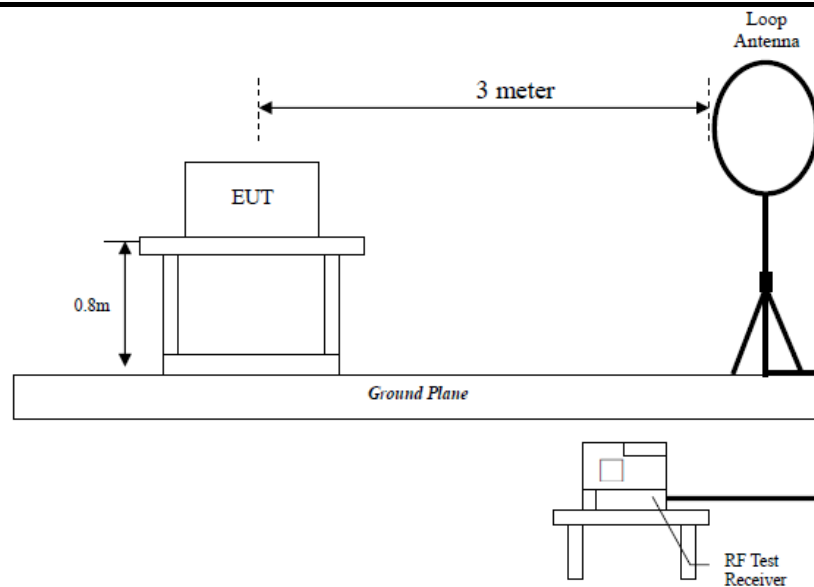 Loop
Antenna
3 meter
EUT
0.8m
Ground Plane
RF Test
Receiver